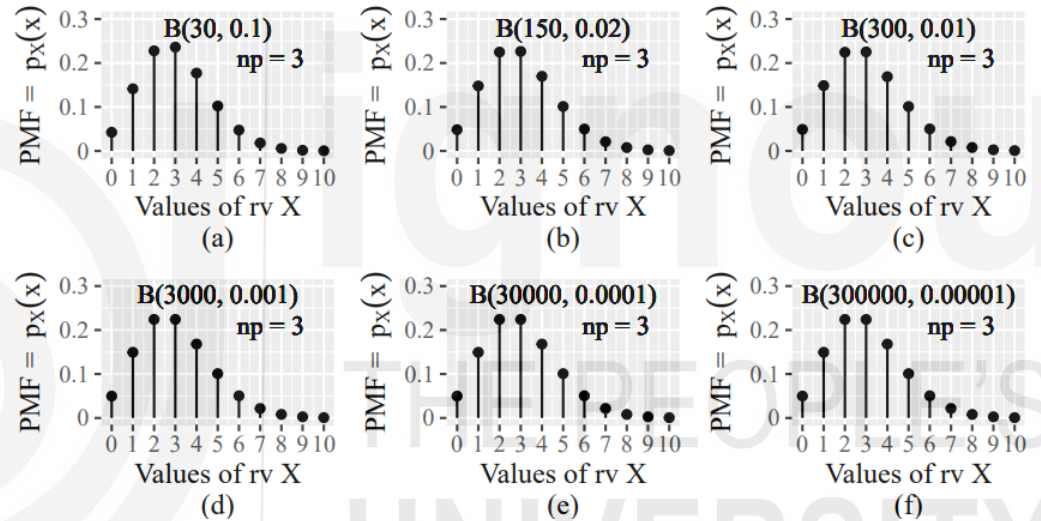 PMF = pX(x)
0.3
0.2
0.1
0
B(30, 0.1)
np = 3
0 1 2 3 4 5 6 7 8 9 10
Values of rv X
(a)
PMF = pX(x)
0.3
0.2
0.1
0
B(150, 0.02)
np = 3
0 1 2 3 4 5 6 7 8 9 10
Values of rv X
(b)
PMF = pX(x)
0.3
0.2
0.1
0
B(300, 0.01)
np = 3
0 1 2 3 4 5 6 7 8 9 10
Values of rv X
(c)
PMF = pX(x)
0.3
0.2
0.1
0
B(3000, 0.001)
np = 3
0 1 2 3 4 5 6 7 8 9 10
Values of rv X
(d)
PMF = pX(x)
0.3
0.2
0.1
0
B(30000, 0.0001)
np = 3
0 1 2 3 4 5 6 7 8 9 10
Values of rv X
(e)
PMF = pX(x)
0.3
0.2
0.1
0
B(300000, 0.00001)
np = 3
0 1 2 3 4 5 6 7 8 9 10
Values of rv X
(f)
ignou
THE PEOPLE'S
UNIVERSITY